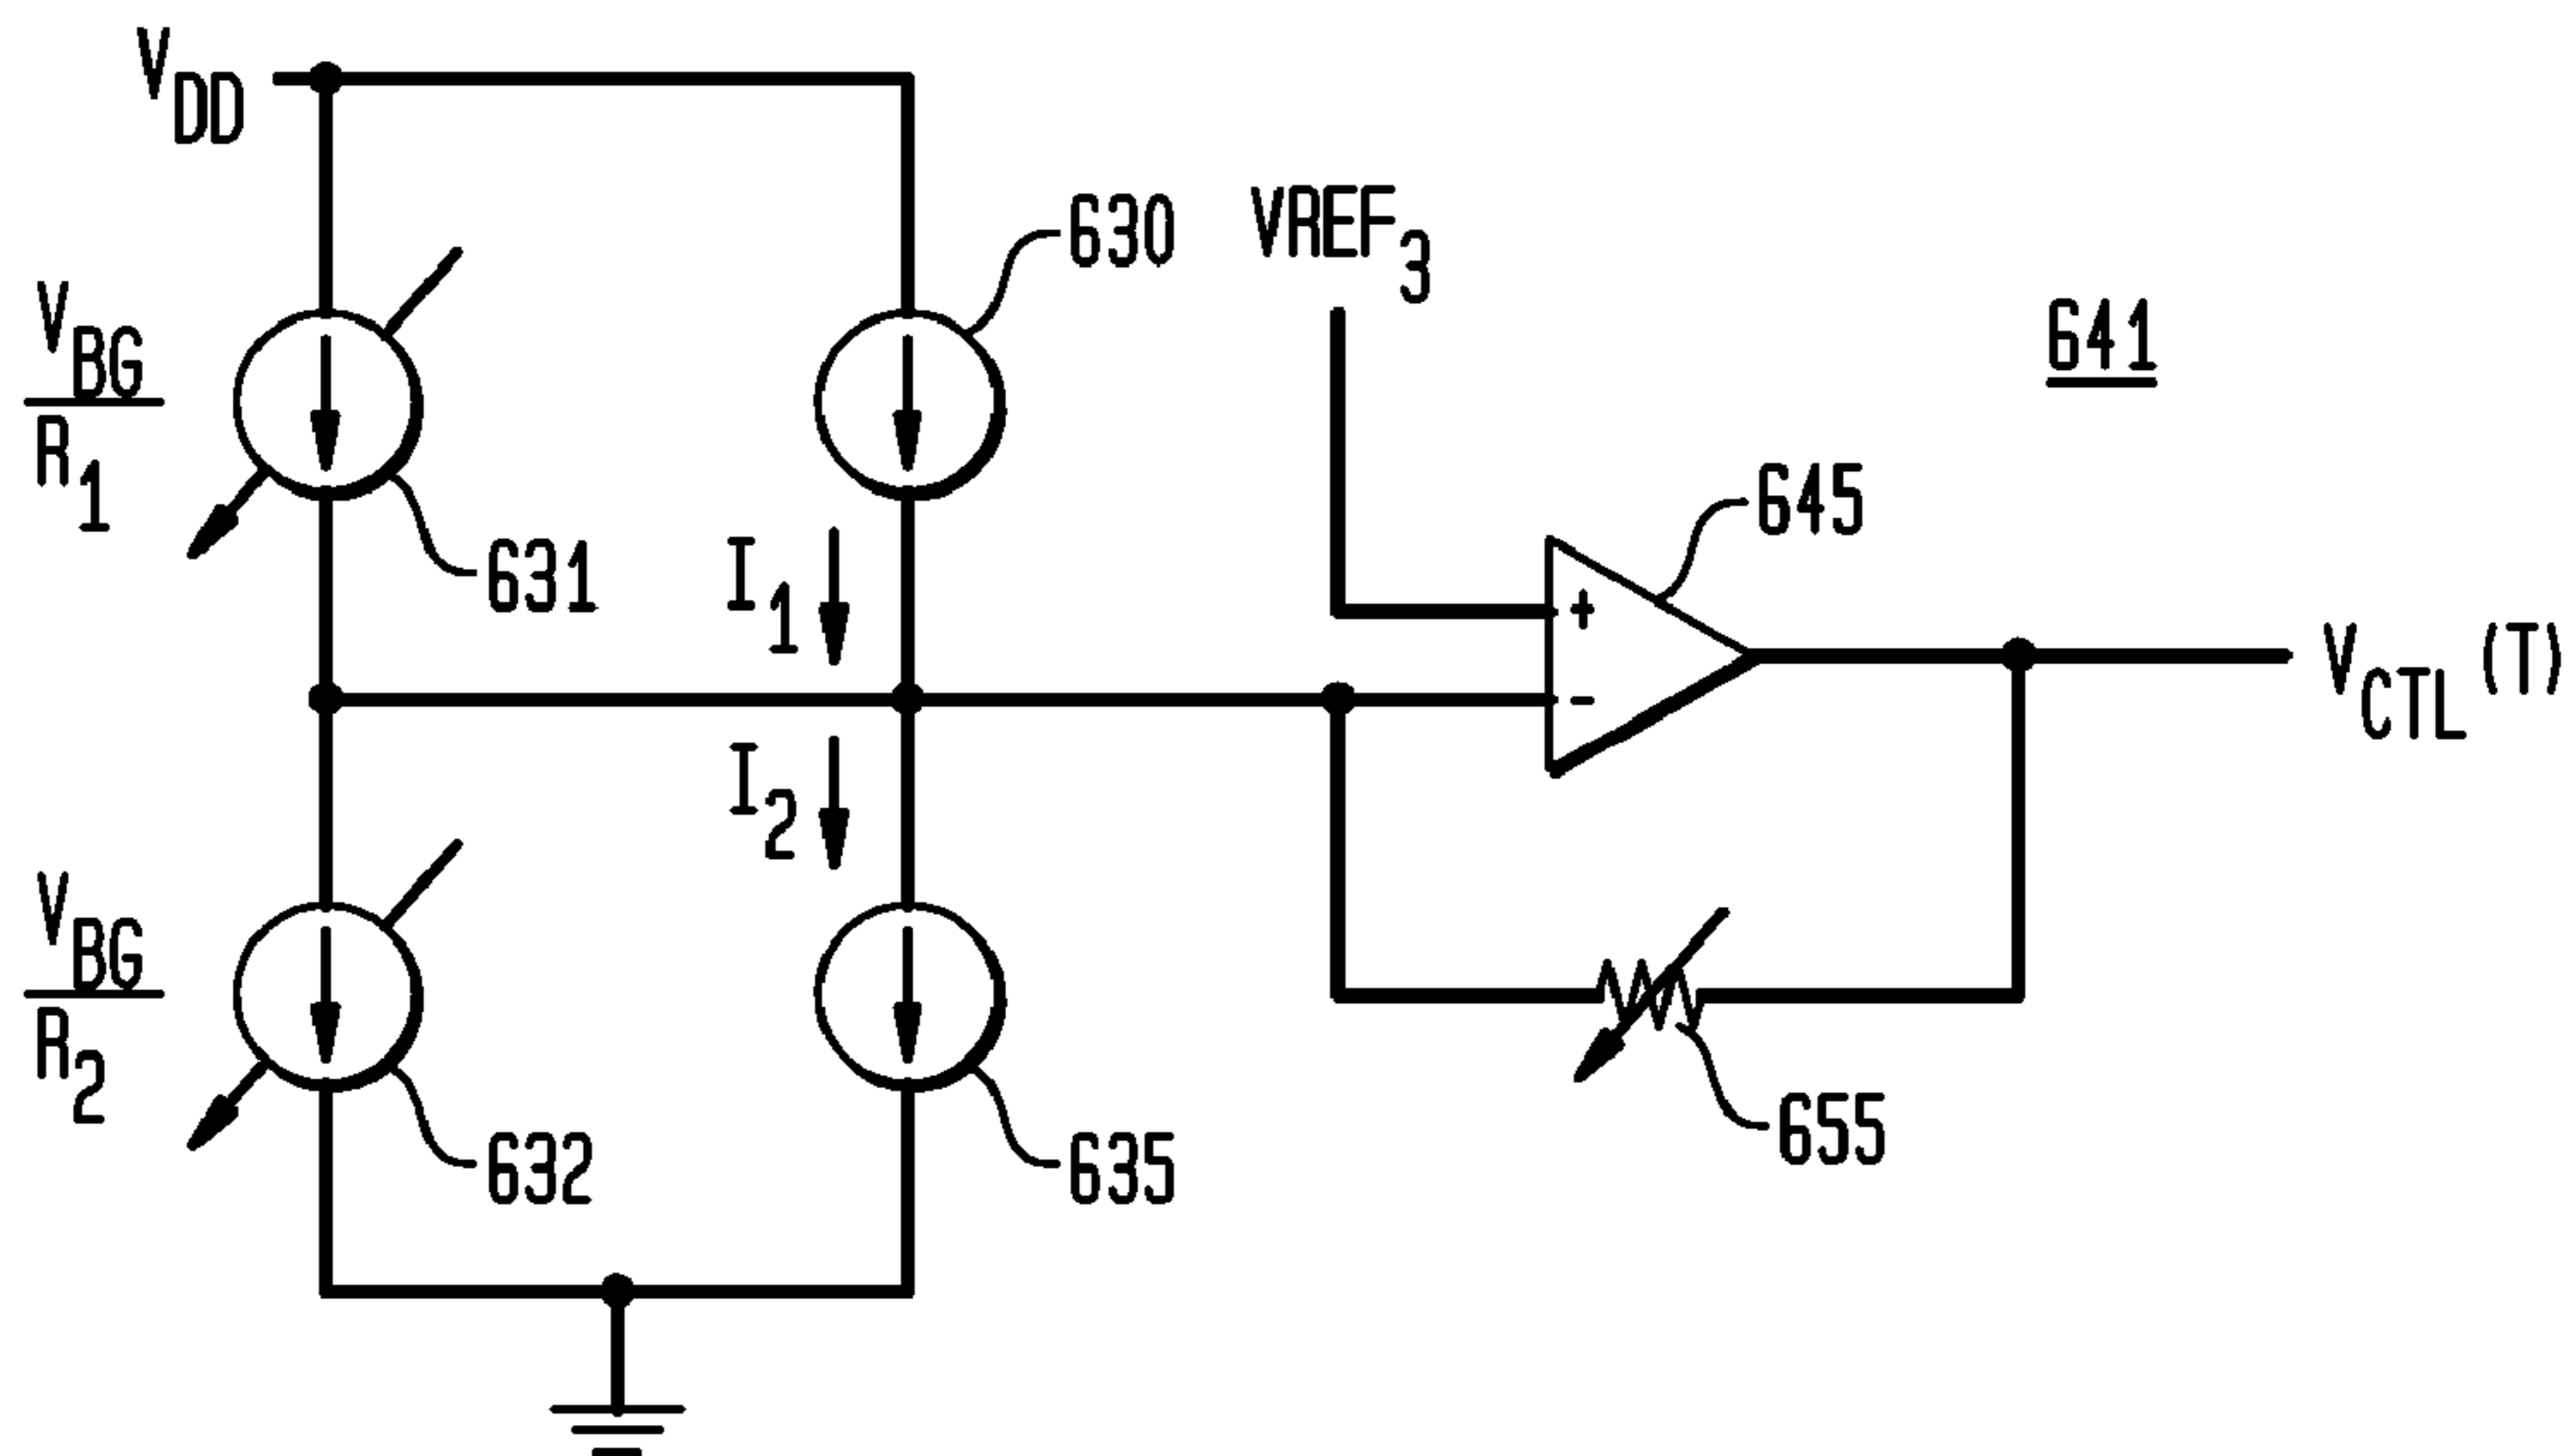 VDD
630
VREF3
641
VBG
R1
631
I1
645
+
-
VCTL(T)
I2
VBG
R2
632
635
655